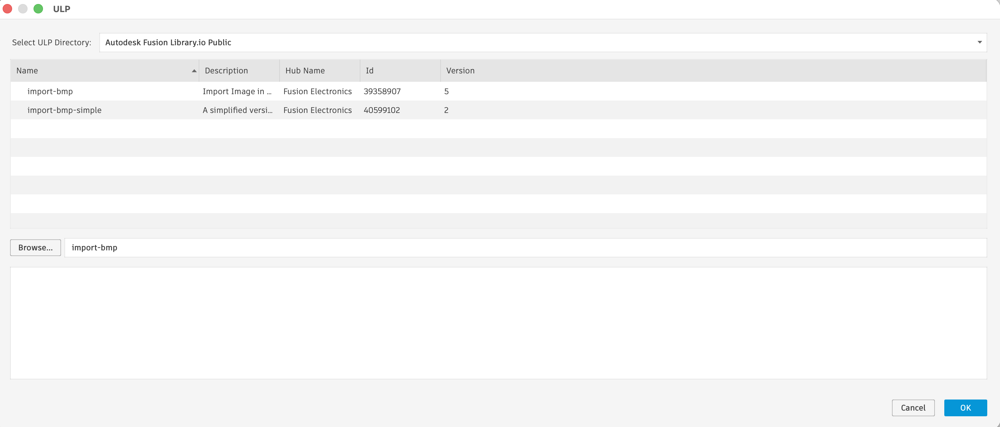 ULP
Select ULP Directory: Autodesk Fusion Library.io Public
Name Description Hub Name Id Version
import-bmp Import Image in ... Fusion Electronics 39358907 5
import-bmp-simple A simplified versi... Fusion Electronics 40599102 2
Browse... import-bmp
Cancel OK